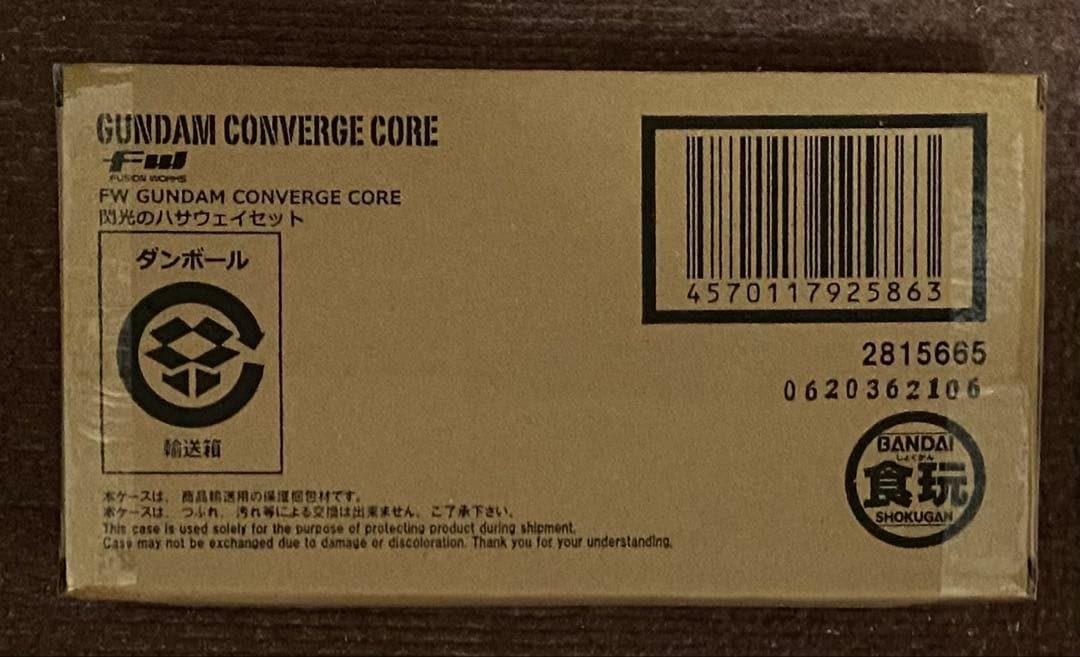 GUNDAM CONVERGE CORE
FW
FUSION WORKS
FW GUNDAM CONVERGE CORE
閃光のハサウェイセット
ダンボール
輸送箱
本ケースは、商品輸送用の保護梱包材です。
本ケースは、つぶれ、汚れ等による交換は出来ません。ご了承下さい。
This case is used solely for the purpose of protecting product during shipment.
Case may not be exchanged due to damage or discoloration. Thank you for your understanding.
4570117925863
2815665
0620362106
BANDAI
しょくがん
食玩
SHOKUGAN